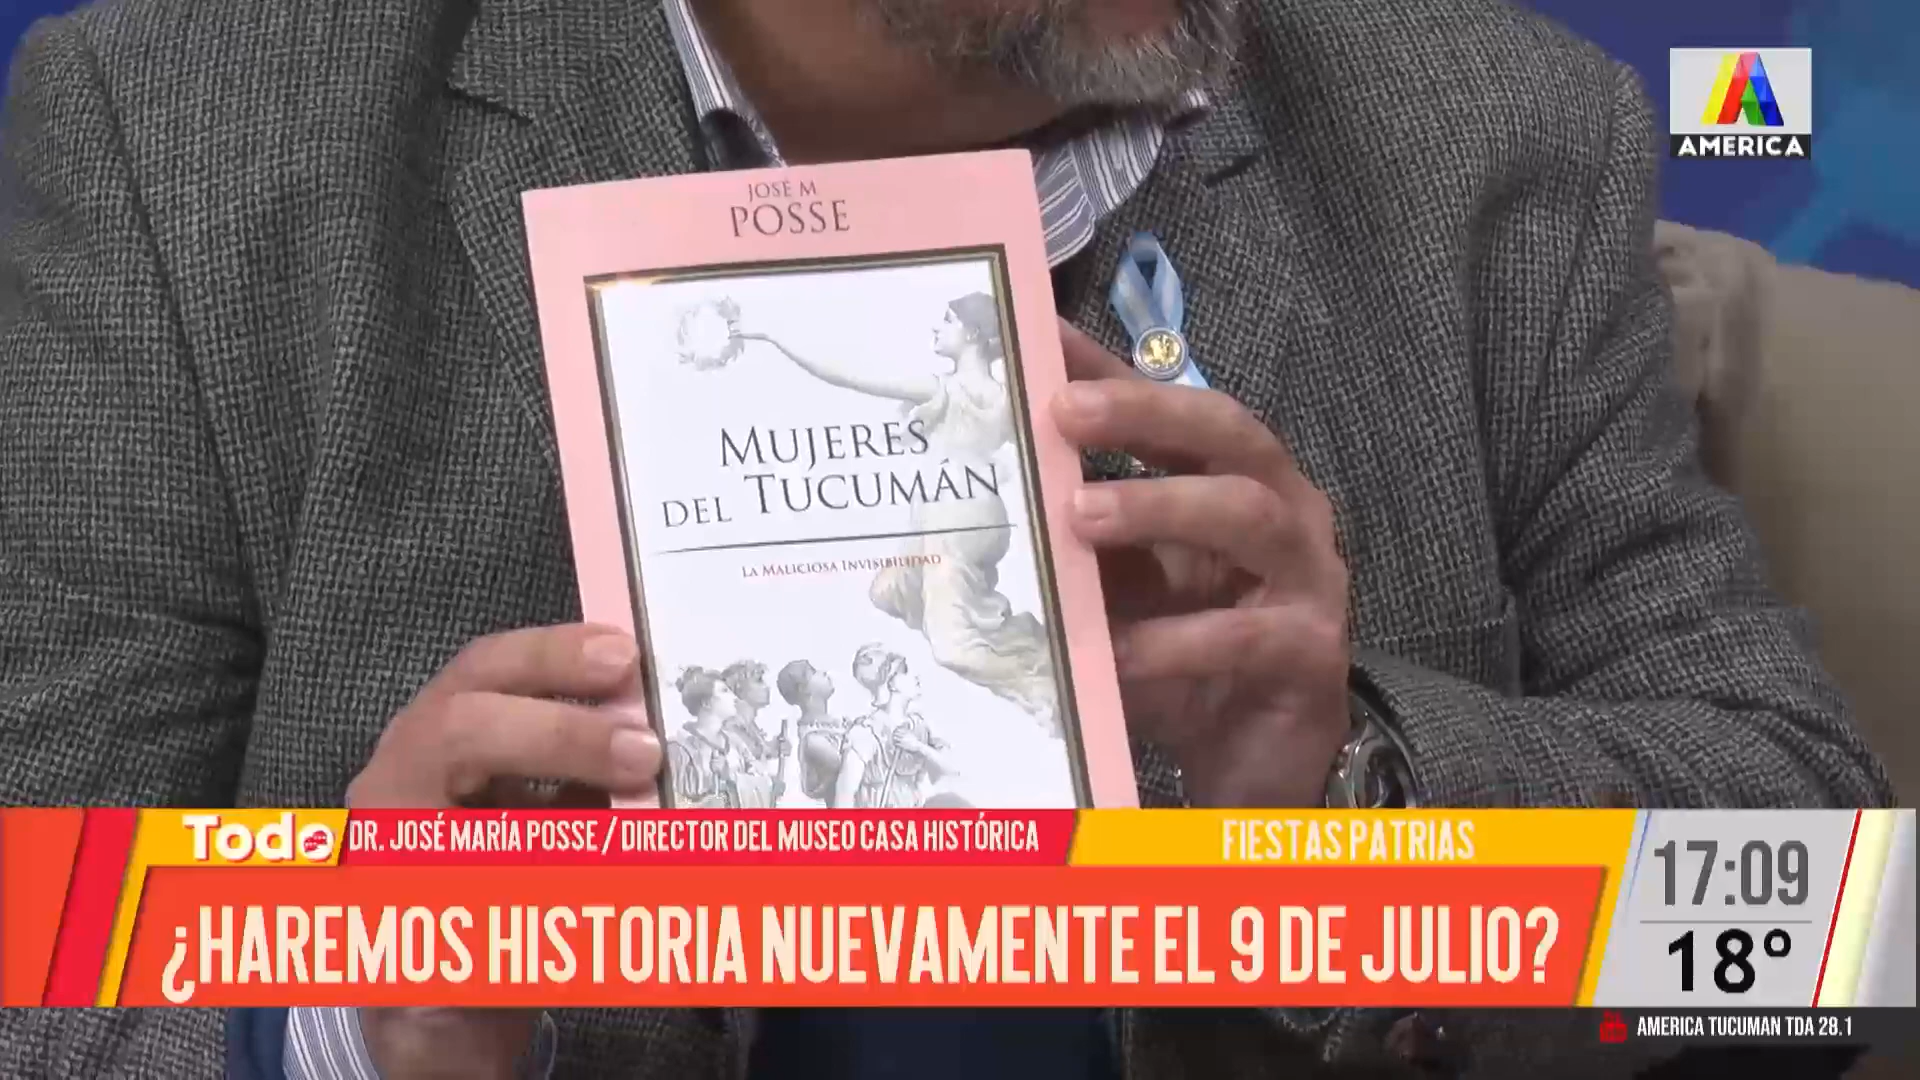 AMERICA
JOSÉ M
POSSE
MUJERES
DEL TUCUMÁN
LA MALICIOSA INVISIBILIDAD
Todo
DR. JOSÉ MARÍA POSSE / DIRECTOR DEL MUSEO CASA HISTÓRICA
FIESTAS PATRIAS
¿HAREMOS HISTORIA NUEVAMENTE EL 9 DE JULIO?
17:09
18°
AMERICA TUCUMAN TDA 28.1